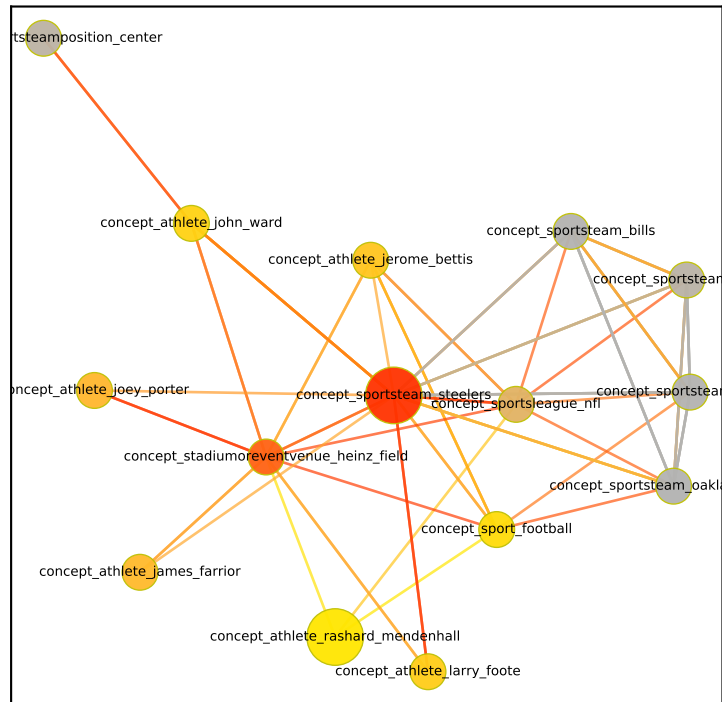 rtsteamposition_center
concept_athlete_john_ward
concept_sportsteam_bills
concept_athlete_jerome_bettis
concept_sportsteam
concept_athlete_joey_porter
concept_sportsteam_steelers
concept_sportsteam
concept_sportsleague_nfl
concept_stadiumoreventvenue_heinz_field
concept_sportsteam_oakla
concept_sport_football
concept_athlete_james_farrior
concept_athlete_rashard_mendenhall
concept_athlete_larry_foote